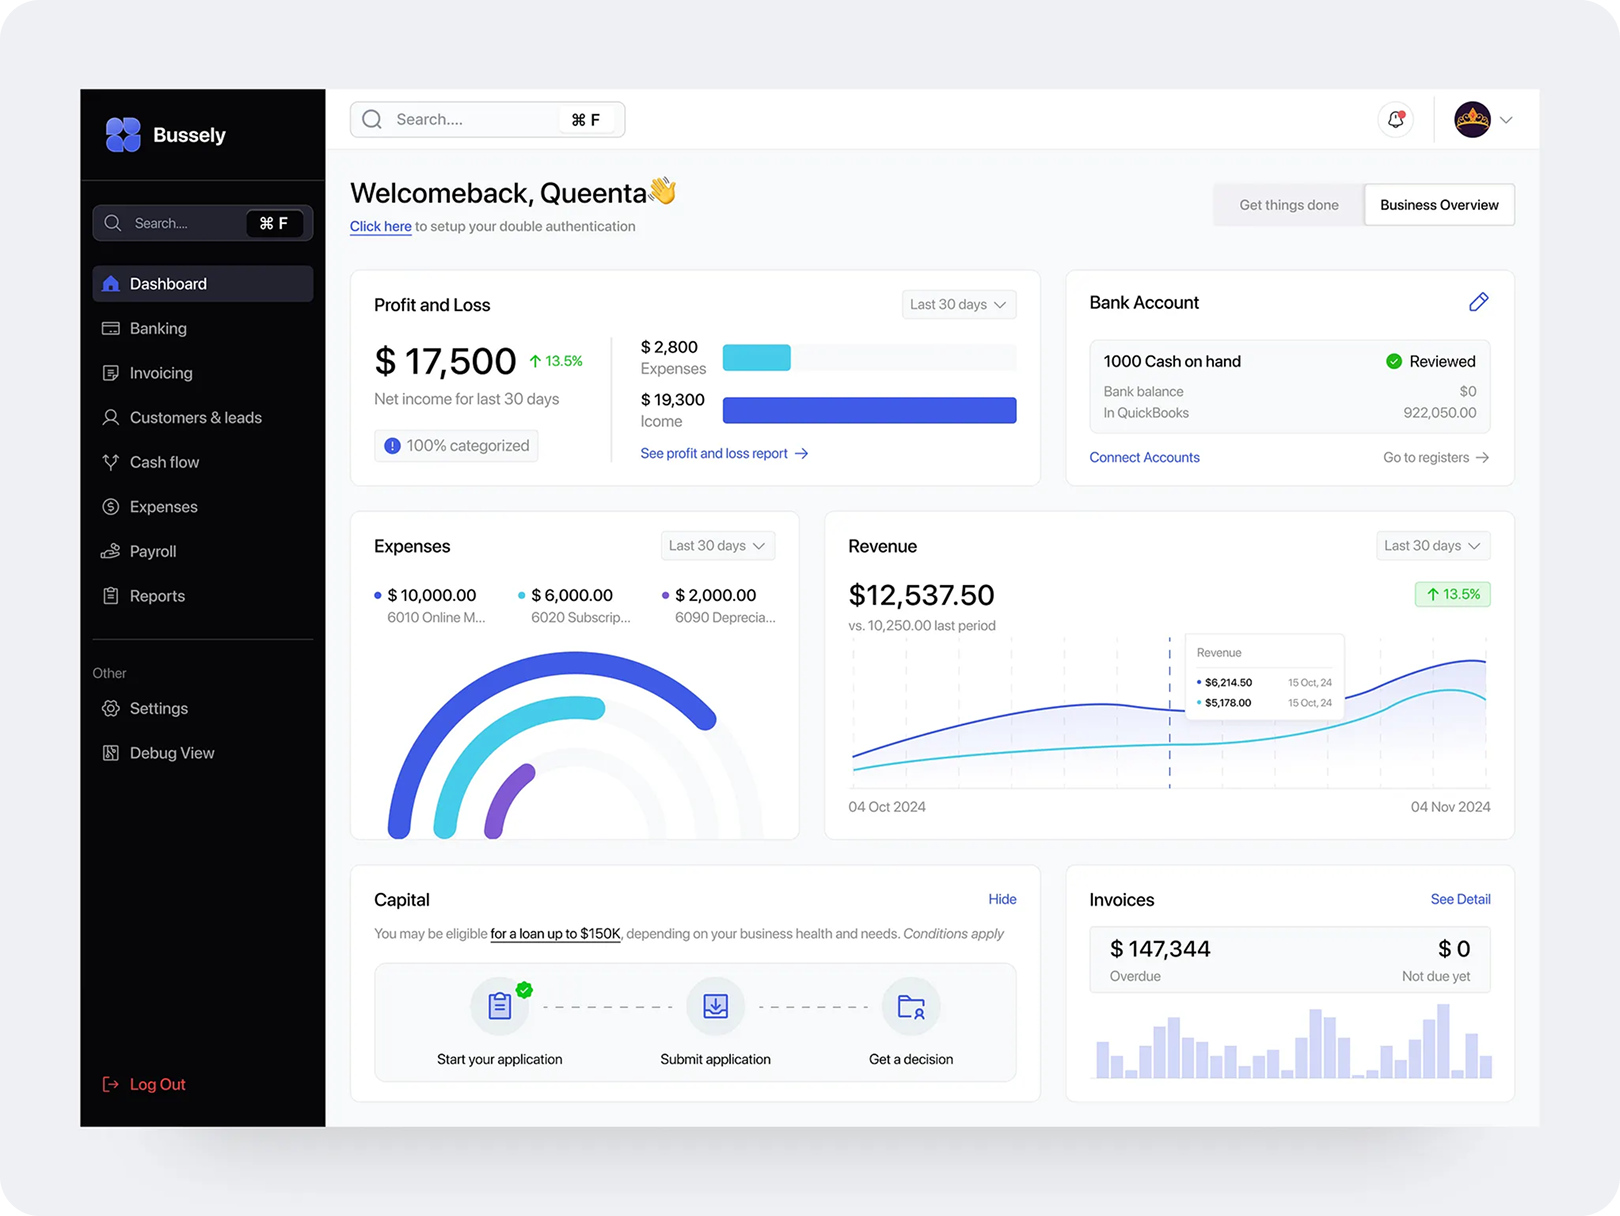 Bussely
Search....
⌘ F
Dashboard
Banking
Invoicing
Customers & leads
Cash flow
Expenses
Payroll
Reports
Other
Settings
Debug View
Log Out
Search....
⌘ F
Welcomeback, Queenta👋
Click here to setup your double authentication
Get things done
Business Overview
Profit and Loss
Last 30 days
$ 17,500
13.5%
Net income for last 30 days
100% categorized
$ 2,800
Expenses
$ 19,300
Icome
See profit and loss report →
Bank Account
1000 Cash on hand
Reviewed
Bank balance
$0
In QuickBooks
922,050.00
Connect Accounts
Go to registers →
Expenses
Last 30 days
$ 10,000.00
6010 Online M...
$ 6,000.00
6020 Subscrip...
$ 2,000.00
6090 Deprecia...
Revenue
Last 30 days
$12,537.50
13.5%
vs. 10,250.00 last period
Revenue
$6,214.50
15 Oct, 24
$5,178.00
15 Oct, 24
04 Oct 2024
04 Nov 2024
Capital
Hide
You may be eligible for a loan up to $150K, depending on your business health and needs. Conditions apply
Start your application
Submit application
Get a decision
Invoices
See Detail
$ 147,344
$ 0
Overdue
Not due yet